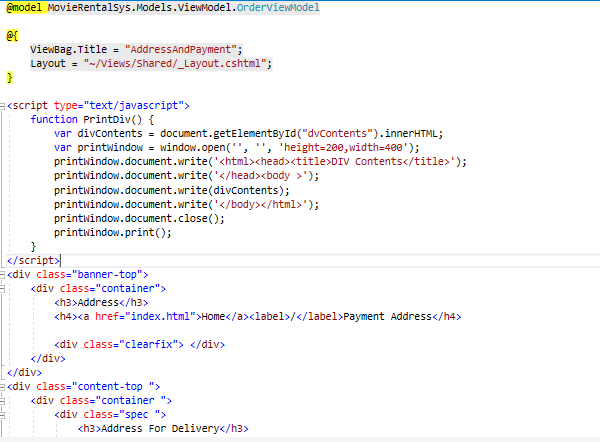 @model MovieRentalSys.Models.ViewModel.OrderViewModel
@{
    ViewBag.Title = "AddressAndPayment";
    Layout = "~/Views/Shared/_Layout.cshtml";
}
<script type="text/javascript">
    function PrintDiv() {
        var divContents = document.getElementById("dvContents").innerHTML;
        var printWindow = window.open('', '', 'height=200,width=400');
        printWindow.document.write('<html><head><title>DIV Contents</title>');
        printWindow.document.write('</head><body >');
        printWindow.document.write(divContents);
        printWindow.document.write('</body></html>');
        printWindow.document.close();
        printWindow.print();
    }
</script>
<div class="banner-top">
    <div class="container">
        <h3>Address</h3>
        <h4><a href="index.html">Home</a><label>/</label>Payment Address</h4>
        <div class="clearfix"> </div>
    </div>
</div>
<div class="content-top ">
    <div class="container ">
        <div class="spec ">
            <h3>Address For Delivery</h3>